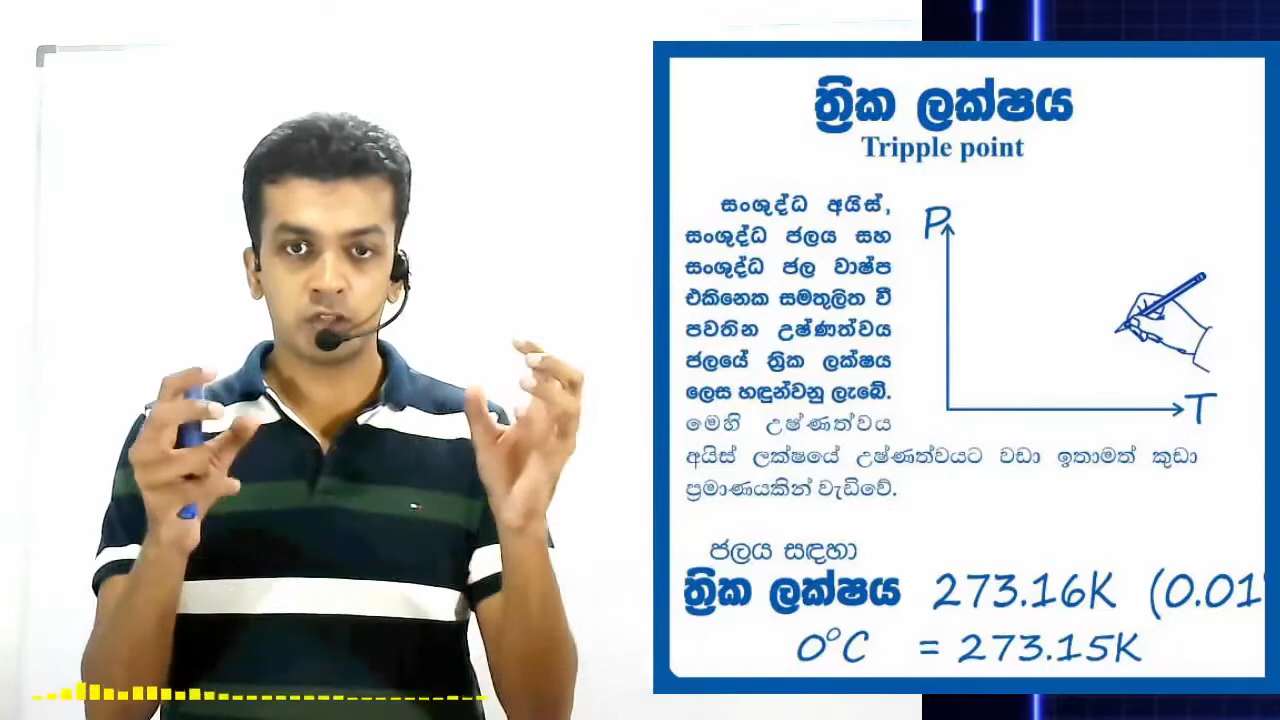 ත්‍රික ලක්ෂය
Tripple point
සංශුද්ධ අයිස්,
සංශුද්ධ ජලය සහ
සංශුද්ධ ජල වාෂ්ප
එකිනෙක සමතුලිත වී
පවතින උෂ්ණත්වය
ජලයේ ත්‍රික ලක්ෂය
ලෙස හඳුන්වනු ලැබේ.
මෙහි උෂ්ණත්වය
අයිස් ලක්ෂයේ උෂ්ණත්වයට වඩා ඉතාමත් කුඩා
ප්‍රමාණයකින් වැඩිවේ.
P
T
ජලය සඳහා
ත්‍රික ලක්ෂය 273.16K (0.01
0°C = 273.15K